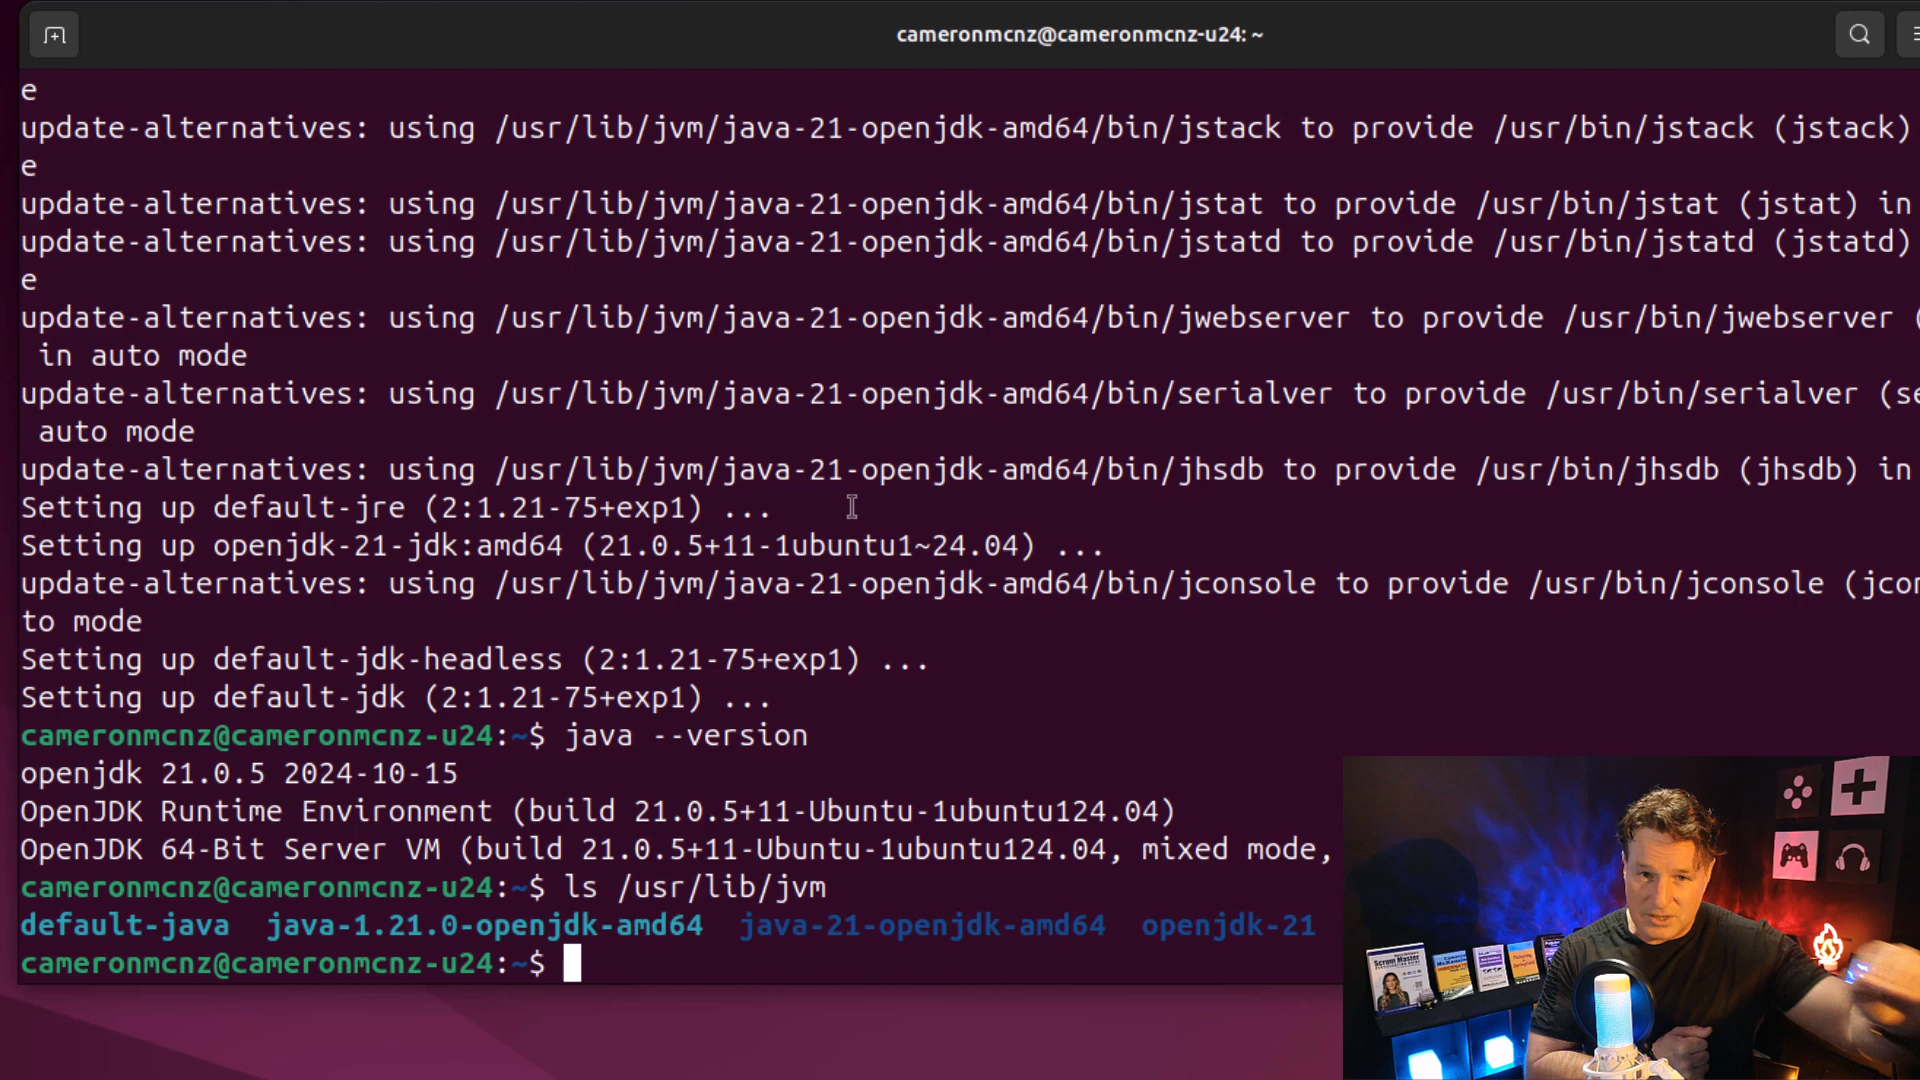 cameronmcnz@cameronmcnz-u24: ~
e
update-alternatives: using /usr/lib/jvm/java-21-openjdk-amd64/bin/jstack to provide /usr/bin/jstack (jstack)
e
update-alternatives: using /usr/lib/jvm/java-21-openjdk-amd64/bin/jstat to provide /usr/bin/jstat (jstat) in
update-alternatives: using /usr/lib/jvm/java-21-openjdk-amd64/bin/jstatd to provide /usr/bin/jstatd (jstatd)
e
update-alternatives: using /usr/lib/jvm/java-21-openjdk-amd64/bin/jwebserver to provide /usr/bin/jwebserver (
in auto mode
update-alternatives: using /usr/lib/jvm/java-21-openjdk-amd64/bin/serialver to provide /usr/bin/serialver (se
auto mode
update-alternatives: using /usr/lib/jvm/java-21-openjdk-amd64/bin/jhsdb to provide /usr/bin/jhsdb (jhsdb) in
Setting up default-jre (2:1.21-75+exp1) ...
Setting up openjdk-21-jdk:amd64 (21.0.5+11-1ubuntu1~24.04) ...
update-alternatives: using /usr/lib/jvm/java-21-openjdk-amd64/bin/jconsole to provide /usr/bin/jconsole (jcon
to mode
Setting up default-jdk-headless (2:1.21-75+exp1) ...
Setting up default-jdk (2:1.21-75+exp1) ...
cameronmcnz@cameronmcnz-u24:~$ java --version
openjdk 21.0.5 2024-10-15
OpenJDK Runtime Environment (build 21.0.5+11-Ubuntu-1ubuntu124.04)
OpenJDK 64-Bit Server VM (build 21.0.5+11-Ubuntu-1ubuntu124.04, mixed mode,
cameronmcnz@cameronmcnz-u24:~$ ls /usr/lib/jvm
default-java java-1.21.0-openjdk-amd64 java-21-openjdk-amd64 openjdk-21
cameronmcnz@cameronmcnz-u24:~$
Scrum Master